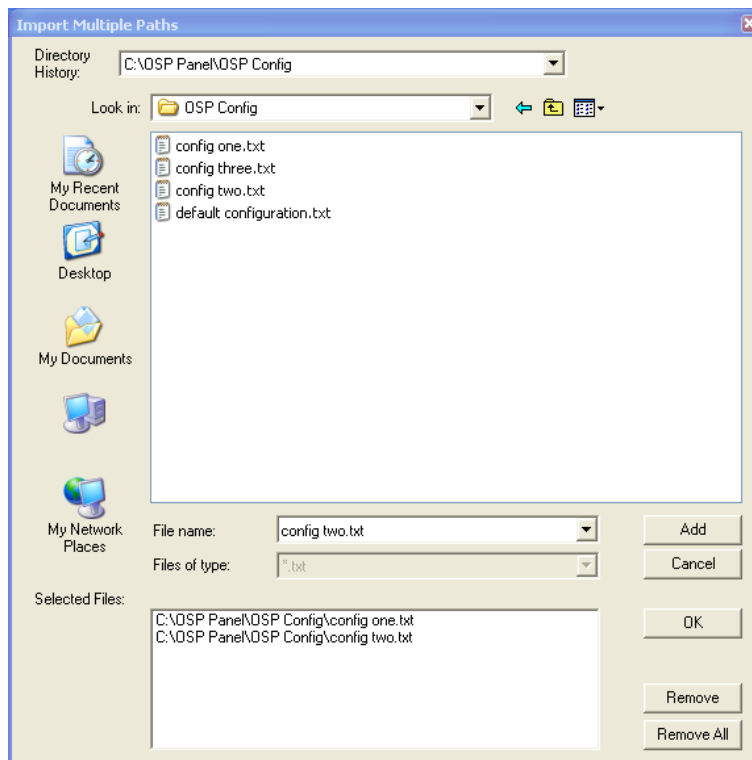 Import Multiple Paths
Directory
History:
C:\OSP Panel\OSP Config
Look in:
OSP Config
My Recent
Documents
Desktop
My Documents
My Network
Places
config one.txt
config three.txt
config two.txt
default configuration.txt
File name:
config two.txt
Add
Files of type:
*.txt
Cancel
Selected Files:
C:\OSP Panel\OSP Config\config one.txt
C:\OSP Panel\OSP Config\config two.txt
OK
Remove
Remove All